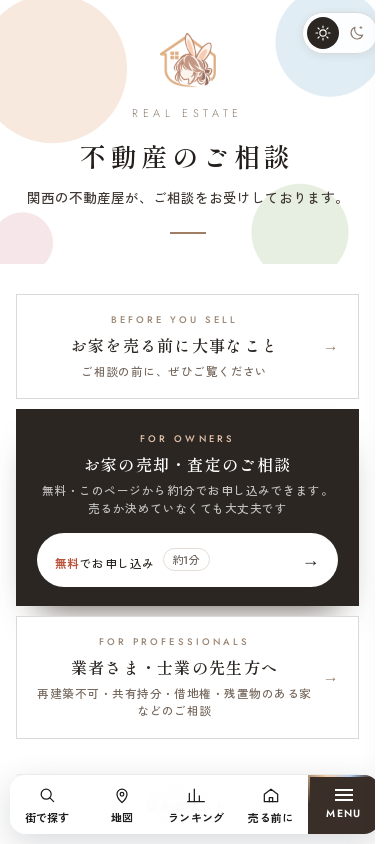 REAL ESTATE
不動産のご相談
関西の不動産屋が、ご相談をお受けしております。
BEFORE YOU SELL
お家を売る前に大事なこと
ご相談の前に、ぜひご覧ください
→
FOR OWNERS
お家の売却・査定のご相談
無料・このページから約1分でお申し込みできます。
売るか決めていなくても大丈夫です
無料でお申し込み 約1分 →
FOR PROFESSIONALS
業者さま・士業の先生方へ
再建築不可・共有持分・借地権・残置物のある家
などのご相談
→
街で探す 地図 ランキング 売る前に MENU